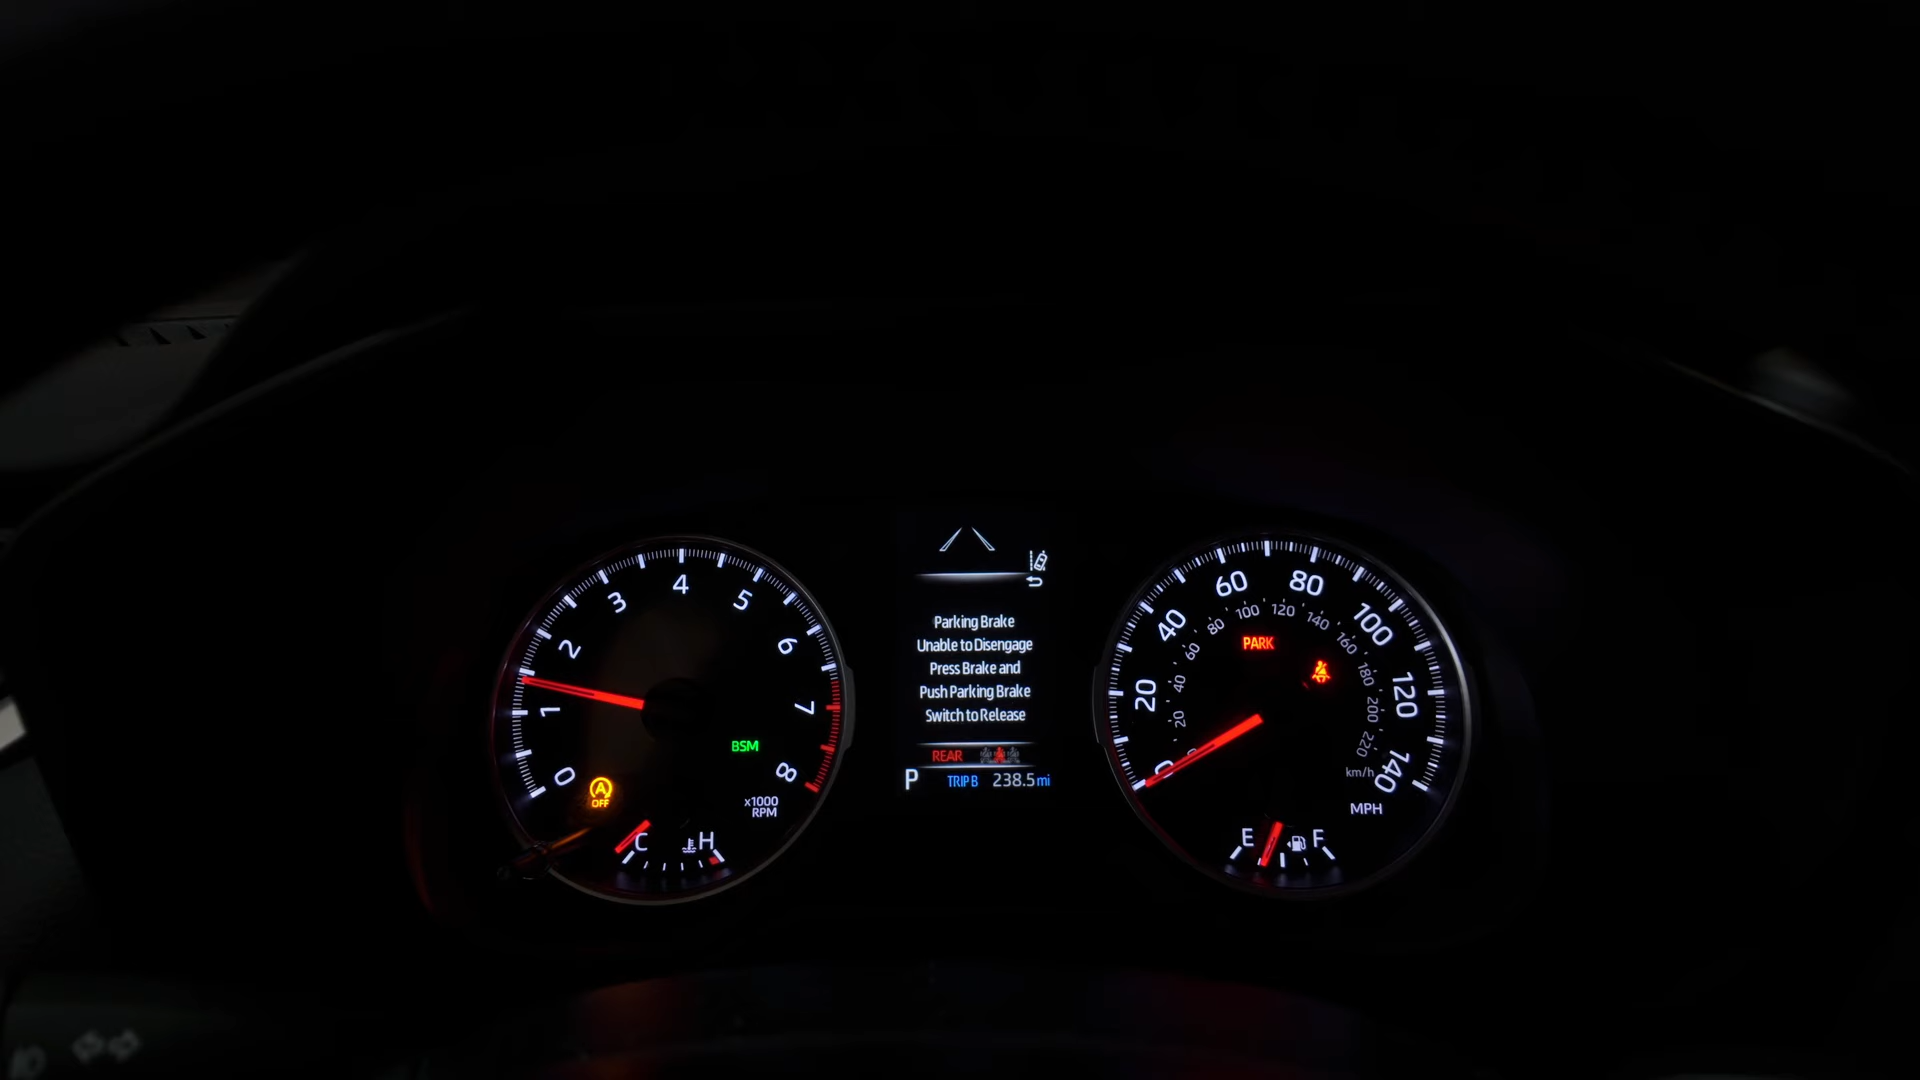 0
1
2
3
4
5
6
7
8
BSM
A
OFF
x1000
RPM
C
H
Parking Brake
Unable to Disengage
Press Brake and
Push Parking Brake
Switch to Release
REAR
P TRIP B 238.5 mi
0
20
40
60
80
100
120
140
0
20
40
60
80
100
120
140
160
180
200
220
km/h
MPH
PARK
E
F